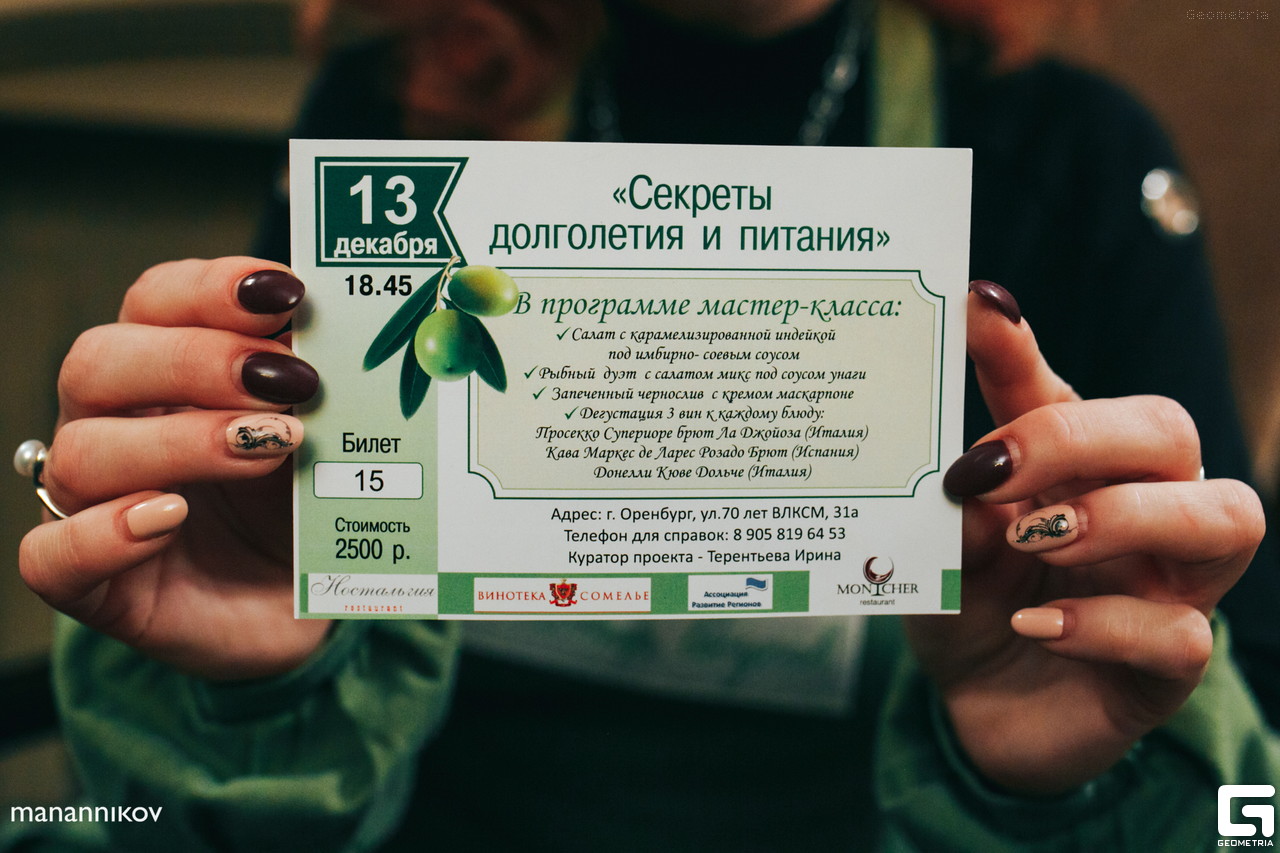 Geometria
13
декабря
18.45
«Секреты
долголетия и питания»
В программе мастер-класса:
Салат с карамелизированной индейкой
под имбирно- соевым соусом
Рыбный дуэт с салатом микс под соусом унаги
Запеченный чернослив с кремом маскарпоне
Дегустация 3 вин к каждому блюду:
Просекко Супериоре брют Ла Джойоза (Италия)
Кава Маркес де Ларес Розадо Брют (Испания)
Донелли Кюве Дольче (Италия)
Билет
15
Стоимость
2500 р.
Адрес: г. Оренбург, ул.70 лет ВЛКСМ, 31а
Телефон для справок: 8 905 819 64 53
Куратор проекта - Терентьева Ирина
Ностальгия
restaurant
ВИНОТЕКА СОМЕЛЬЕ
Ассоциация
Развитие Регионов
MONTCHER
restaurant
manannikov
GEOMETRIA